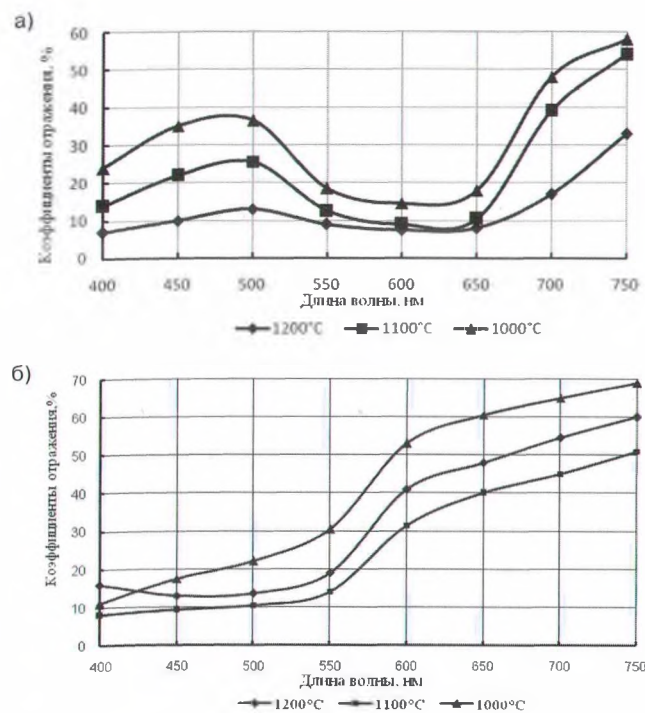 а)
Коэффициенты отражения, %
60
50
40
30
20
10
0
400 450 500 550 600 650 700 750
Длина волны, нм
1200°C 1100°C 1000°C
б)
Коэффициенты отражения,%
70
60
50
40
30
20
10
0
400 450 500 550 600 650 700 750
Длина волны, нм
1200°C 1100°C 1000°C